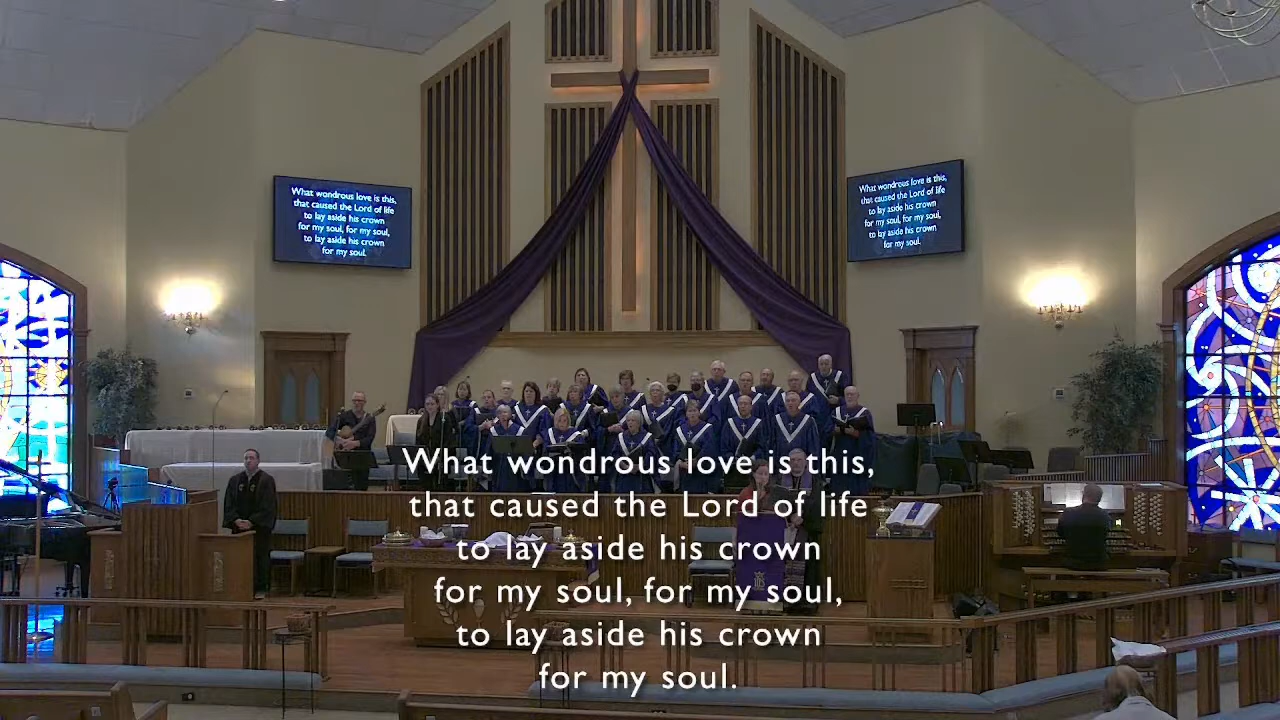 What wondrous love is this,
that caused the Lord of life
to lay aside his crown
for my soul, for my soul,
to lay aside his crown
for my soul.
What wondrous love is this,
that caused the Lord of life
to lay aside his crown
for my soul, for my soul,
to lay aside his crown
for my soul.
What wondrous love is this,
that caused the Lord of life
to lay aside his crown
for my soul, for my soul,
to lay aside his crown
for my soul.